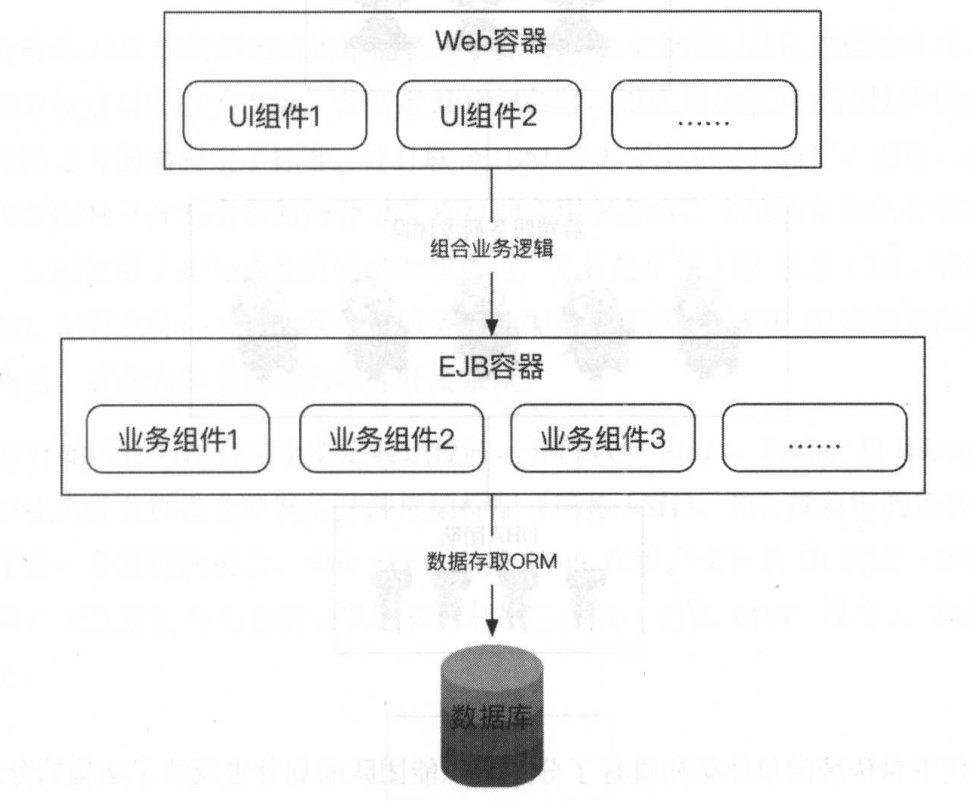 Web容器
UI组件1 UI组件2 ……
组合业务逻辑
EJB容器
业务组件1 业务组件2 业务组件3 ……
数据存取ORM
数据库